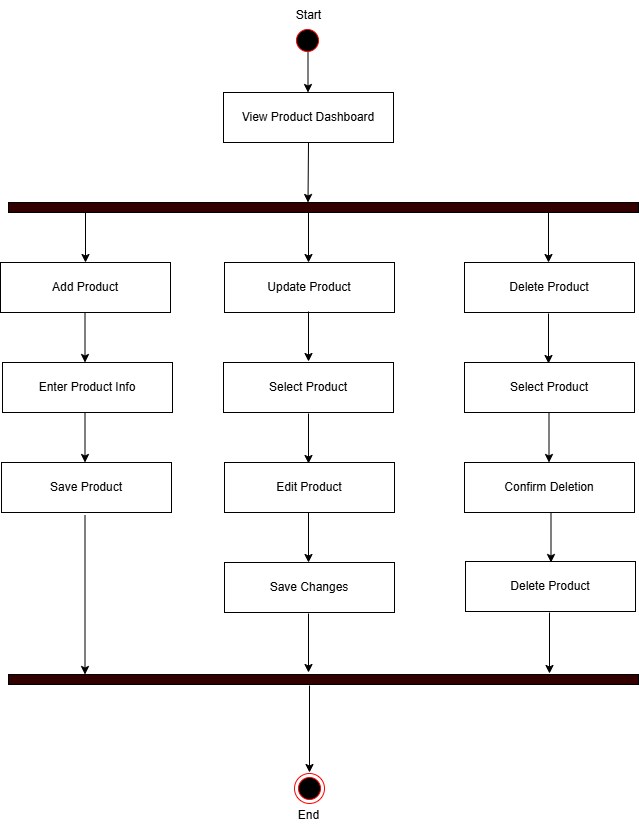 Start
View Product Dashboard
Add Product
Update Product
Delete Product
Enter Product Info
Select Product
Select Product
Save Product
Edit Product
Confirm Deletion
Save Changes
Delete Product
End